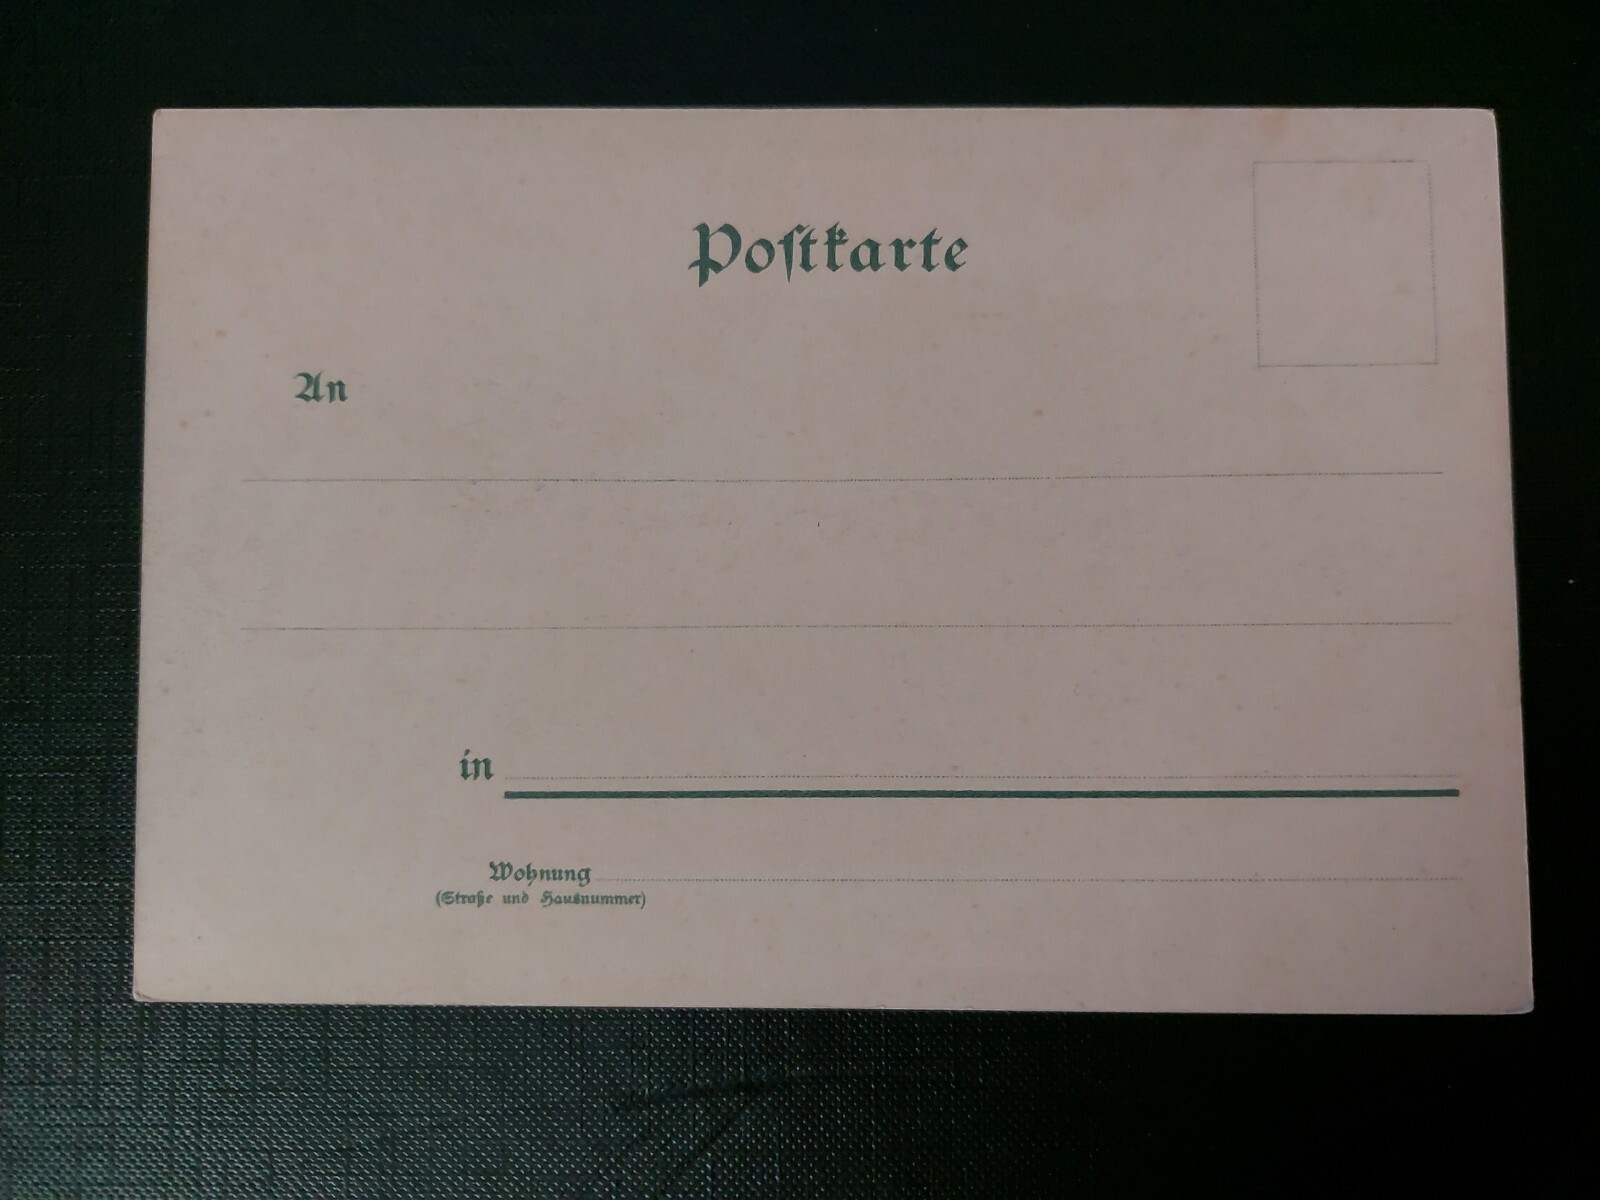 Poſtkarte
An
in
Wohnung
(Straße und Hausnummer)